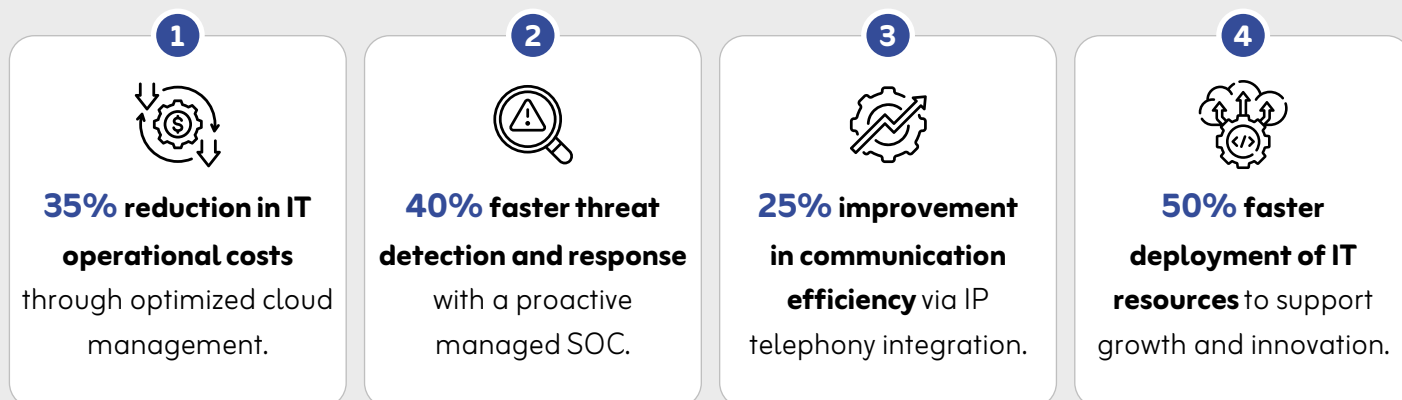 1
35% reduction in IT
operational costs
through optimized cloud
management.
2
40% faster threat
detection and response
with a proactive
managed SOC.
3
25% improvement
in communication
efficiency via IP
telephony integration.
4
50% faster
deployment of IT
resources to support
growth and innovation.
$
</>